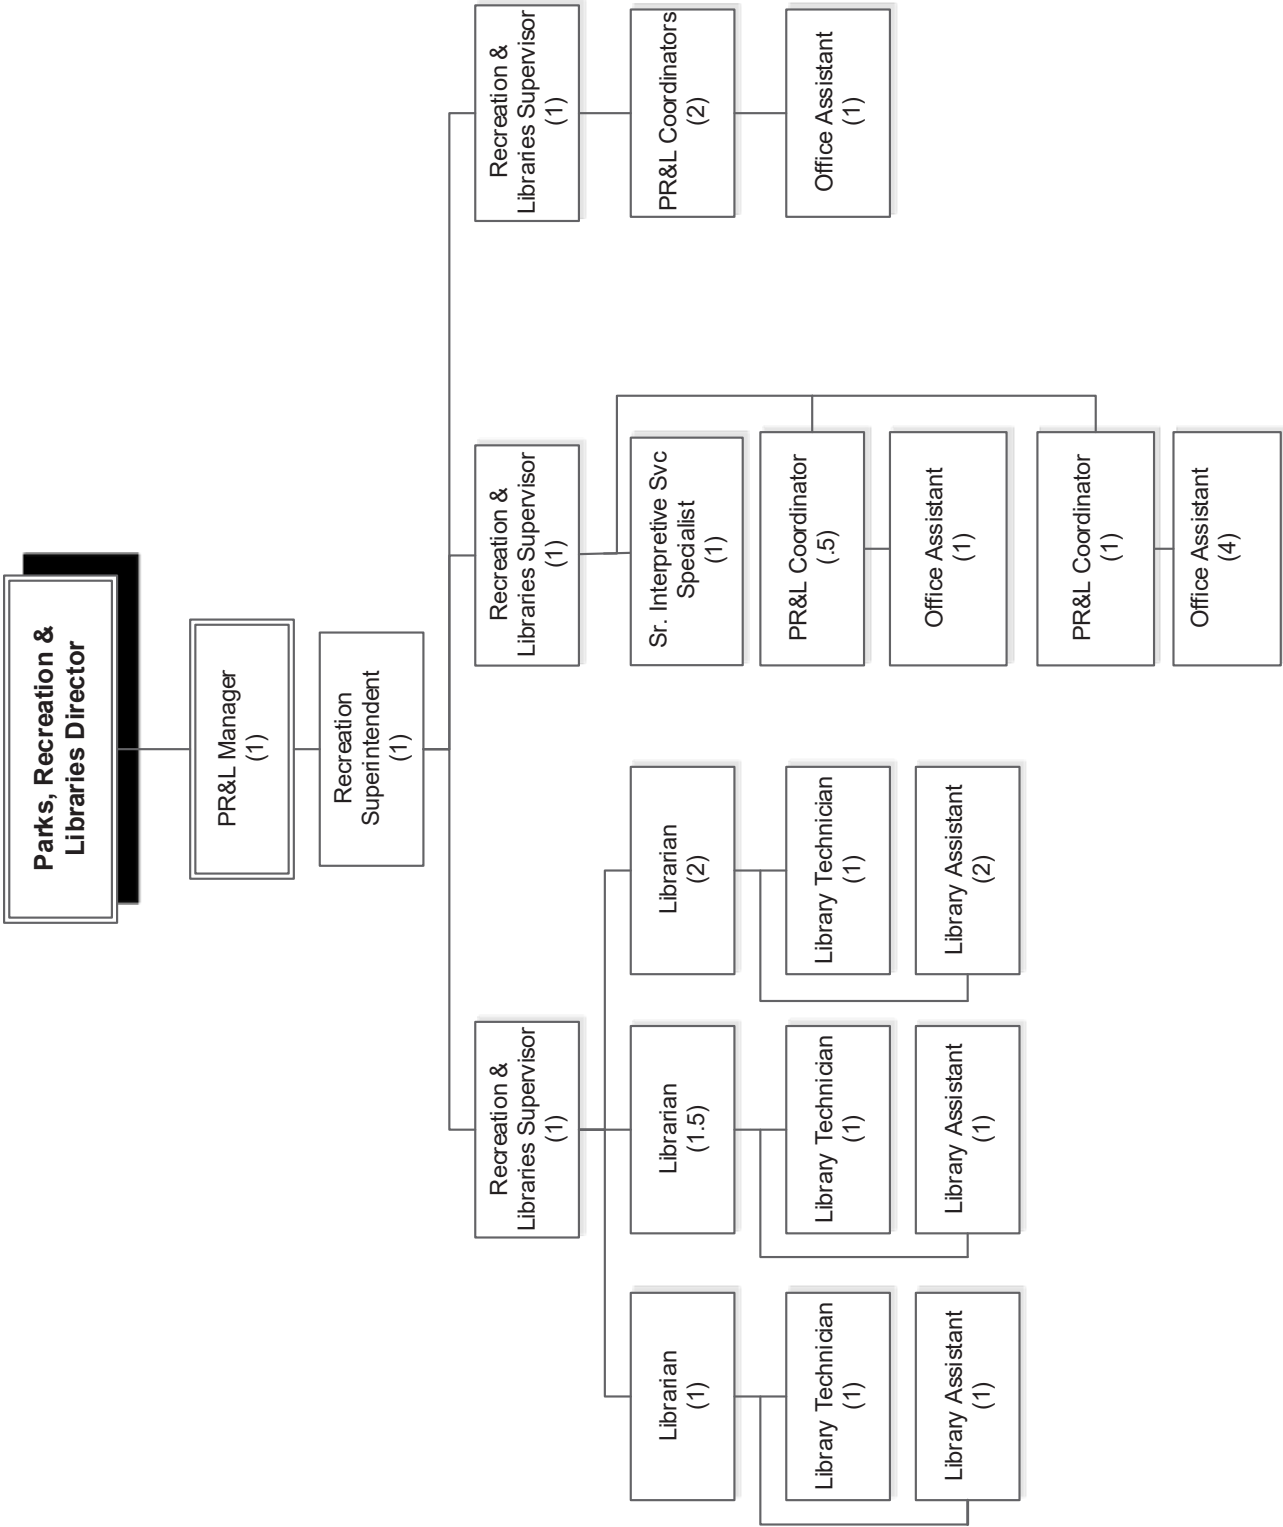 Parks, Recreation &
Libraries Director
PR&L Manager
(1)
Recreation
Superintendent
(1)
Recreation &
Libraries Supervisor
(1)
Librarian
(1)
Library Technician
(1)
Library Assistant
(1)
Librarian
(1.5)
Library Technician
(1)
Library Assistant
(1)
Librarian
(2)
Library Technician
(1)
Library Assistant
(2)
Recreation &
Libraries Supervisor
(1)
Sr. Interpretive Svc
Specialist
(1)
PR&L Coordinator
(.5)
Office Assistant
(1)
PR&L Coordinator
(1)
Office Assistant
(4)
Recreation &
Libraries Supervisor
(1)
PR&L Coordinators
(2)
Office Assistant
(1)